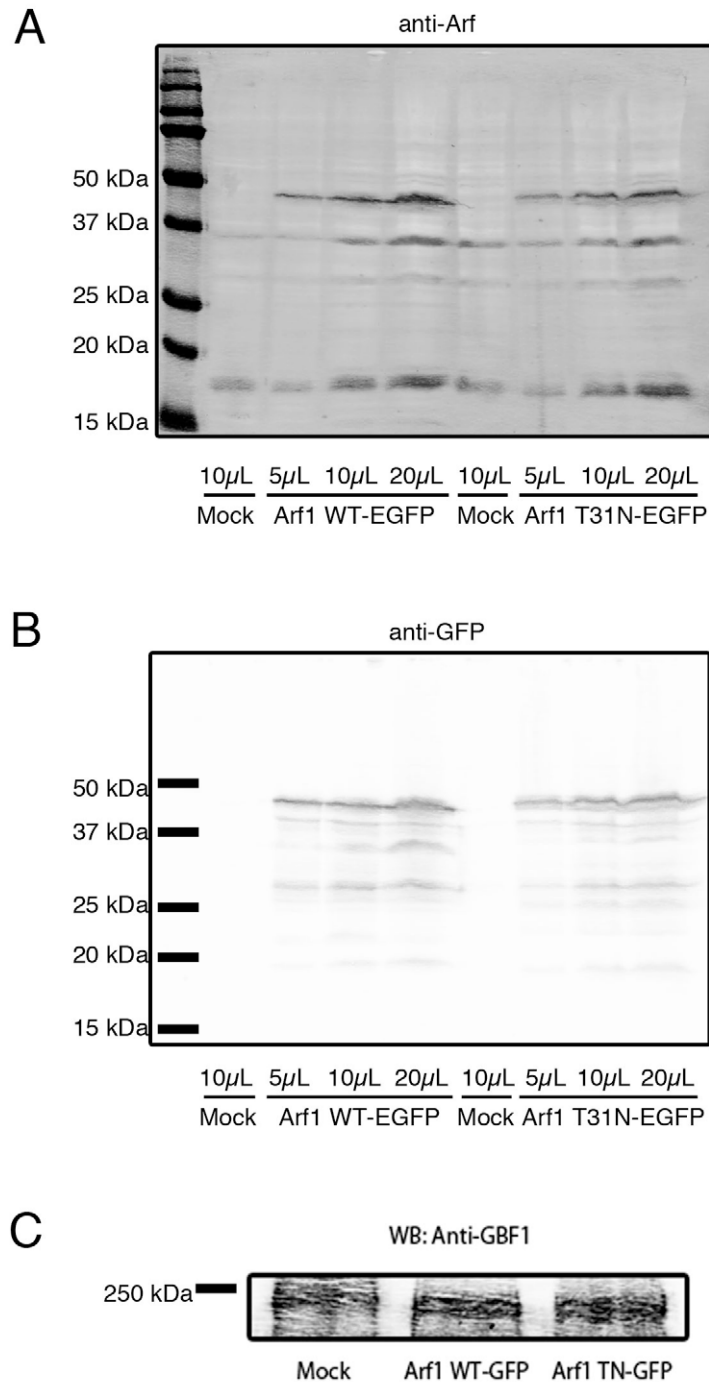 A
anti-Arf
50 kDa
37 kDa
25 kDa
20 kDa
15 kDa
10µL 5µL 10µL 20µL 10µL 5µL 10µL 20µL
Mock Arf1 WT-EGFP Mock Arf1 T31N-EGFP
B
anti-GFP
50 kDa
37 kDa
25 kDa
20 kDa
15 kDa
10µL 5µL 10µL 20µL 10µL 5µL 10µL 20µL
Mock Arf1 WT-EGFP Mock Arf1 T31N-EGFP
C
WB: Anti-GBF1
250 kDa
Mock Arf1 WT-GFP Arf1 TN-GFP